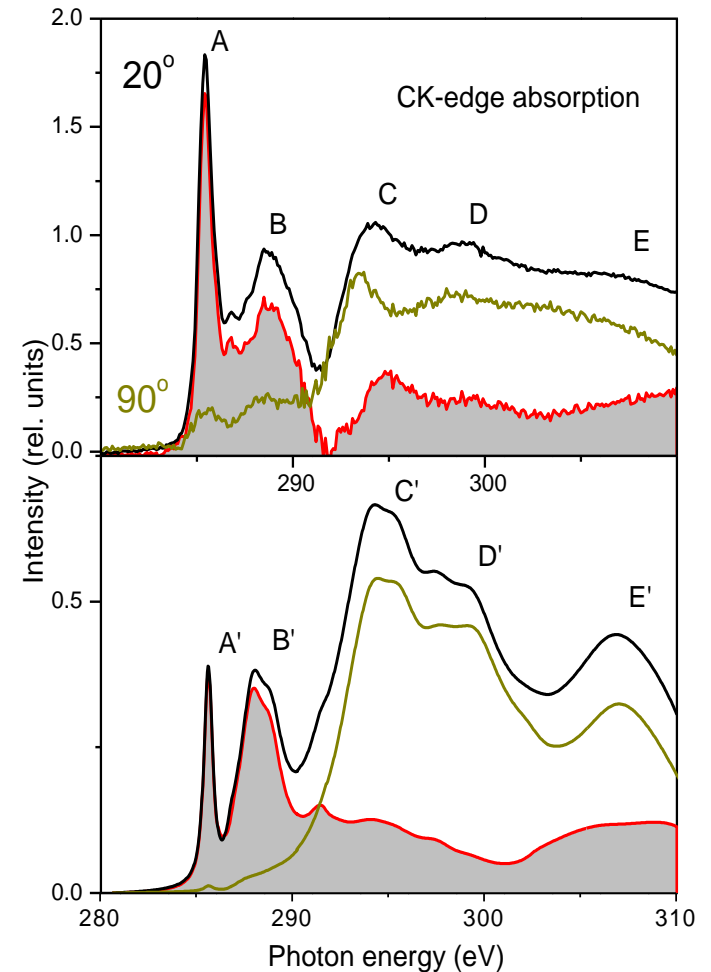 2.0
A
20°
CK-edge absorption
1.5
C
D
B
E
1.0
0.5
90°
0.0
290
300
Intensity (rel. units)
C'
D'
0.5
E'
A'
B'
0.0
280
290
300
310
Photon energy (eV)